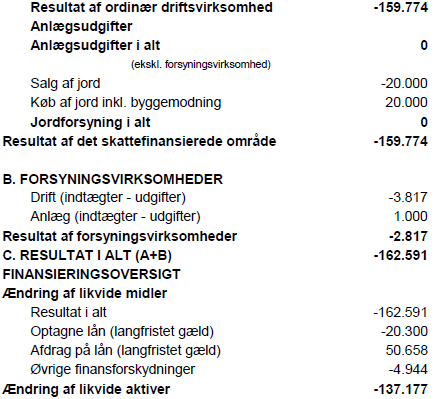 Resultat af ordinær driftsvirksomhed -159.774
Anlægsudgifter
Anlægsudgifter i alt 0
(ekskl. forsyningsvirksomhed)
Salg af jord -20.000
Køb af jord inkl. byggemodning 20.000
Jordforsyning i alt 0
Resultat af det skattefinansierede område -159.774
B. FORSYNINGSVIRKSOMHEDER
Drift (indtægter - udgifter) -3.817
Anlæg (indtægter - udgifter) 1.000
Resultat af forsyningsvirksomheder -2.817
C. RESULTAT I ALT (A+B) -162.591
FINANSIERINGSOVERSIGT
Ændring af likvide midler
Resultat i alt -162.591
Optagne lån (langfristet gæld) -20.300
Afdrag på lån (langfristet gæld) 50.658
Øvrige finansforskydninger -4.944
Ændring af likvide aktiver -137.177